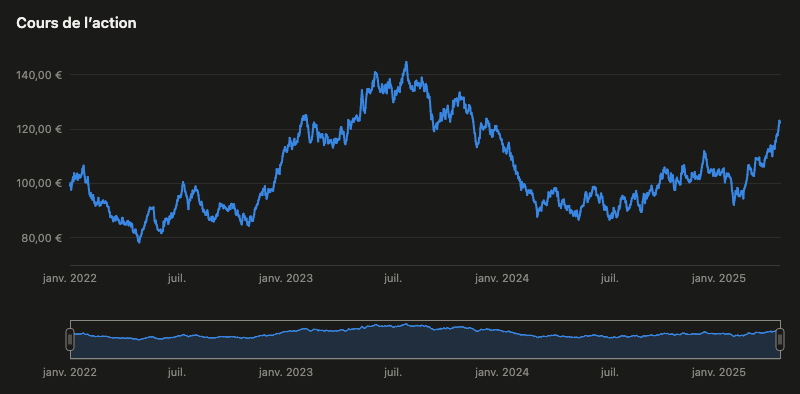 Cours de l’action
140,00 €
120,00 €
100,00 €
80,00 €
janv. 2022 juil. janv. 2023 juil. janv. 2024 juil. janv. 2025
janv. 2022 juil. janv. 2023 juil. janv. 2024 juil. janv. 2025